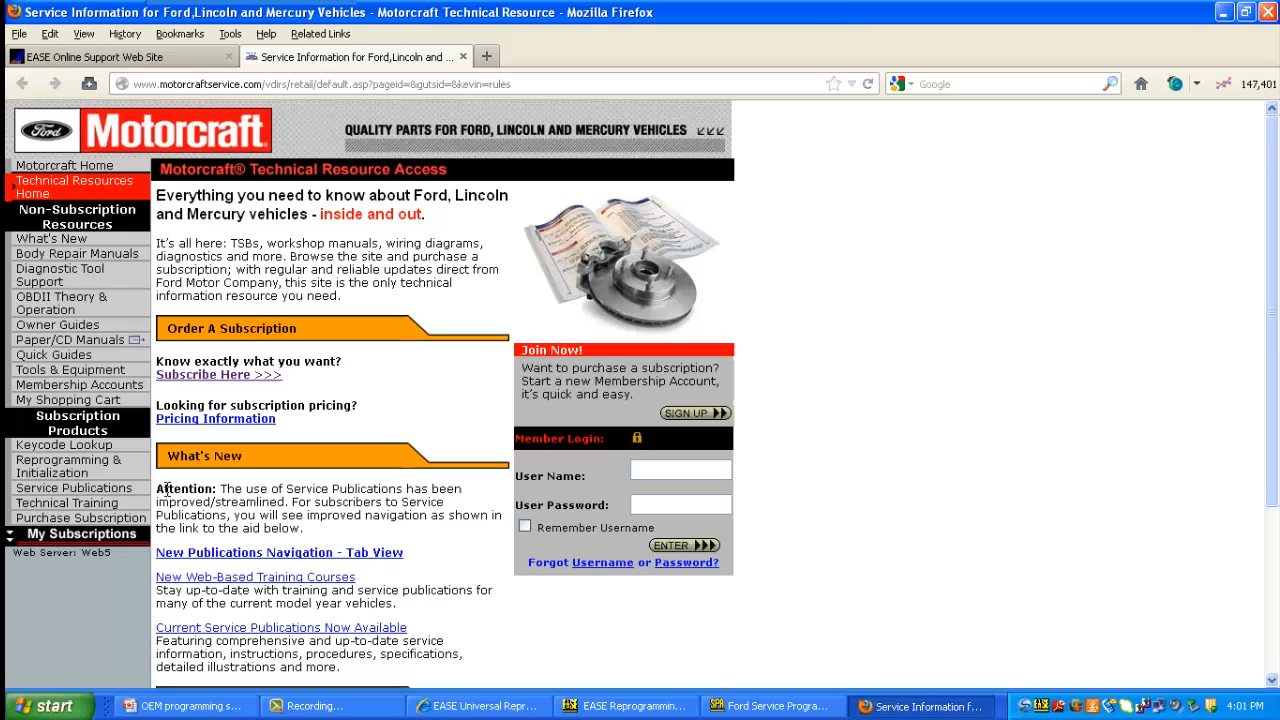 Service Information for Ford,Lincoln and Mercury Vehicles - Motorcraft Technical Resource - Mozilla Firefox
File Edit View History Bookmarks Tools Help Related Links
EASE Online Support Web Site
Service Information for Ford,Lincoln and ...
www.motorcraftservice.com/vdirs/retail/default.asp?pageid=&gutsid=&kevin=rules
Google
147,401
Ford
Motorcraft
QUALITY PARTS FOR FORD, LINCOLN AND MERCURY VEHICLES
Motorcraft Home
Technical Resources
Home
Non-Subscription
Resources
What's New
Body Repair Manuals
Diagnostic Tool
Support
OBDII Theory &
Operation
Owner Guides
Paper/CD Manuals
Quick Guides
Tools & Equipment
Membership Accounts
My Shopping Cart
Subscription
Products
Keycode Lookup
Reprogramming &
Initialization
Service Publications
Technical Training
Purchase Subscription
My Subscriptions
Web Server: Web5
Motorcraft® Technical Resource Access
Everything you need to know about Ford, Lincoln
and Mercury vehicles - inside and out.
It's all here: TSBs, workshop manuals, wiring diagrams,
diagnostics and more. Browse the site and purchase a
subscription; with regular and reliable updates direct from
Ford Motor Company, this site is the only technical
information resource you need.
Order A Subscription
Know exactly what you want?
Subscribe Here >>>
Looking for subscription pricing?
Pricing Information
What's New
Attention: The use of Service Publications has been
improved/streamlined. For subscribers to Service
Publications, you will see improved navigation as shown in
the link to the aid below.
New Publications Navigation - Tab View
New Web-Based Training Courses
Stay up-to-date with training and service publications for
many of the current model year vehicles.
Current Service Publications Now Available
Featuring comprehensive and up-to-date service
information, instructions, procedures, specifications,
detailed illustrations and more.
Join Now!
Want to purchase a subscription?
Start a new Membership Account,
it's quick and easy.
SIGN UP
Member Login:
User Name:
User Password:
Remember Username
ENTER
Forgot Username or Password?
start
OEM programming s...
Recording...
EASE Universal Repr...
EASE Reprogrammin...
Ford Service Progra...
Service Information f...
4:01 PM